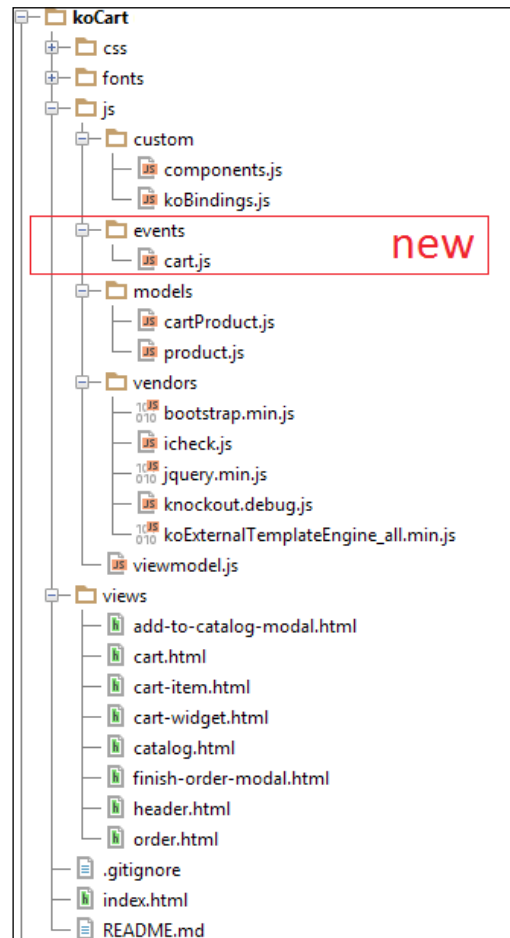 koCart
css
fonts
js
custom
components.js
koBindings.js
events
new
cart.js
models
cartProduct.js
product.js
vendors
bootstrap.min.js
icheck.js
jquery.min.js
knockout.debug.js
koExternalTemplateEngine_all.min.js
viewmodel.js
views
add-to-catalog-modal.html
cart.html
cart-item.html
cart-widget.html
catalog.html
finish-order-modal.html
header.html
order.html
.gitignore
index.html
README.md